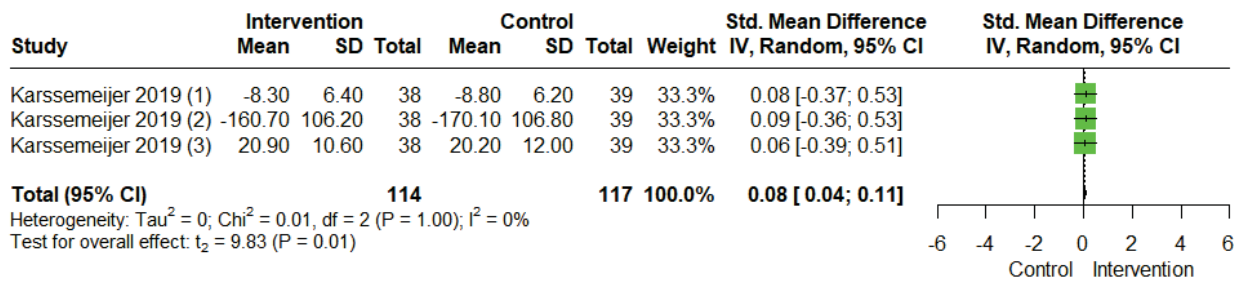 Intervention Control Std. Mean Difference Std. Mean Difference
Study Mean SD Total Mean SD Total Weight IV, Random, 95% CI IV, Random, 95% CI
Karssemeijer 2019 (1) -8.30 6.40 38 -8.80 6.20 39 33.3% 0.08 [-0.37; 0.53]
Karssemeijer 2019 (2) -160.70 106.20 38 -170.10 106.80 39 33.3% 0.09 [-0.36; 0.53]
Karssemeijer 2019 (3) 20.90 10.60 38 20.20 12.00 39 33.3% 0.06 [-0.39; 0.51]
Total (95% CI) 114 117 100.0% 0.08 [ 0.04; 0.11]
Heterogeneity: Tau² = 0; Chi² = 0.01, df = 2 (P = 1.00); I² = 0%
Test for overall effect: t₂ = 9.83 (P = 0.01)
-6 -4 -2 0 2 4 6
Control Intervention